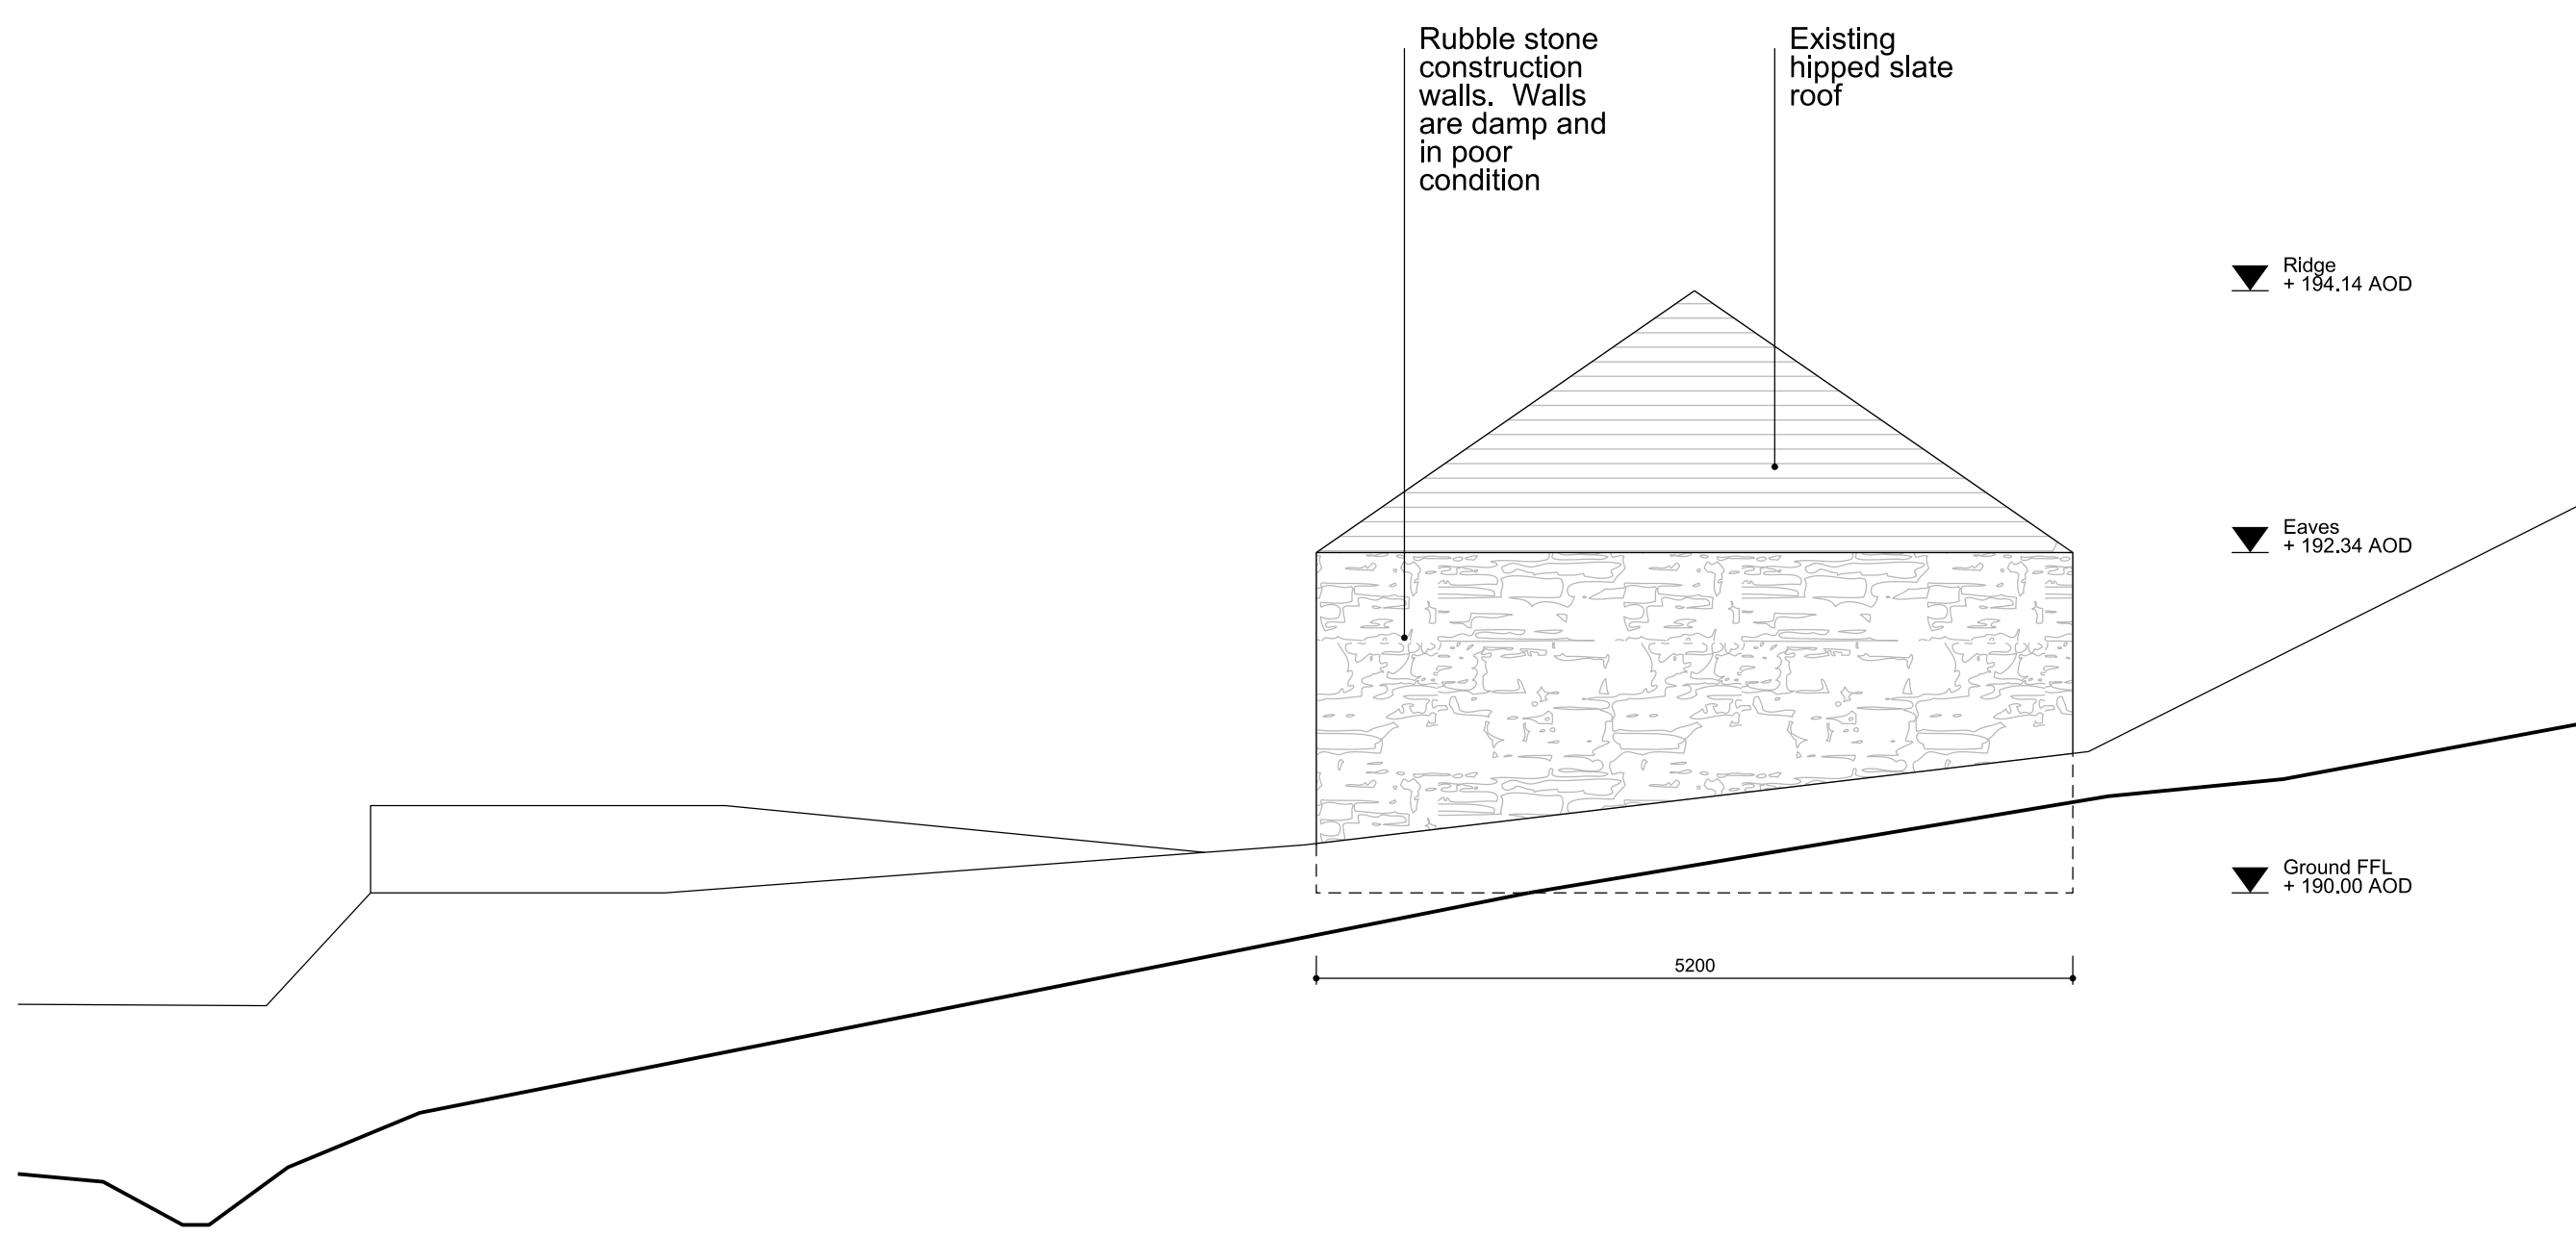 Rubble stone
construction
walls.  Walls
are damp and
in poor
condition
Existing
hipped slate
roof
Ridge
+ 194.14 AOD
Eaves
+ 192.34 AOD
Ground FFL
+ 190.00 AOD
5200